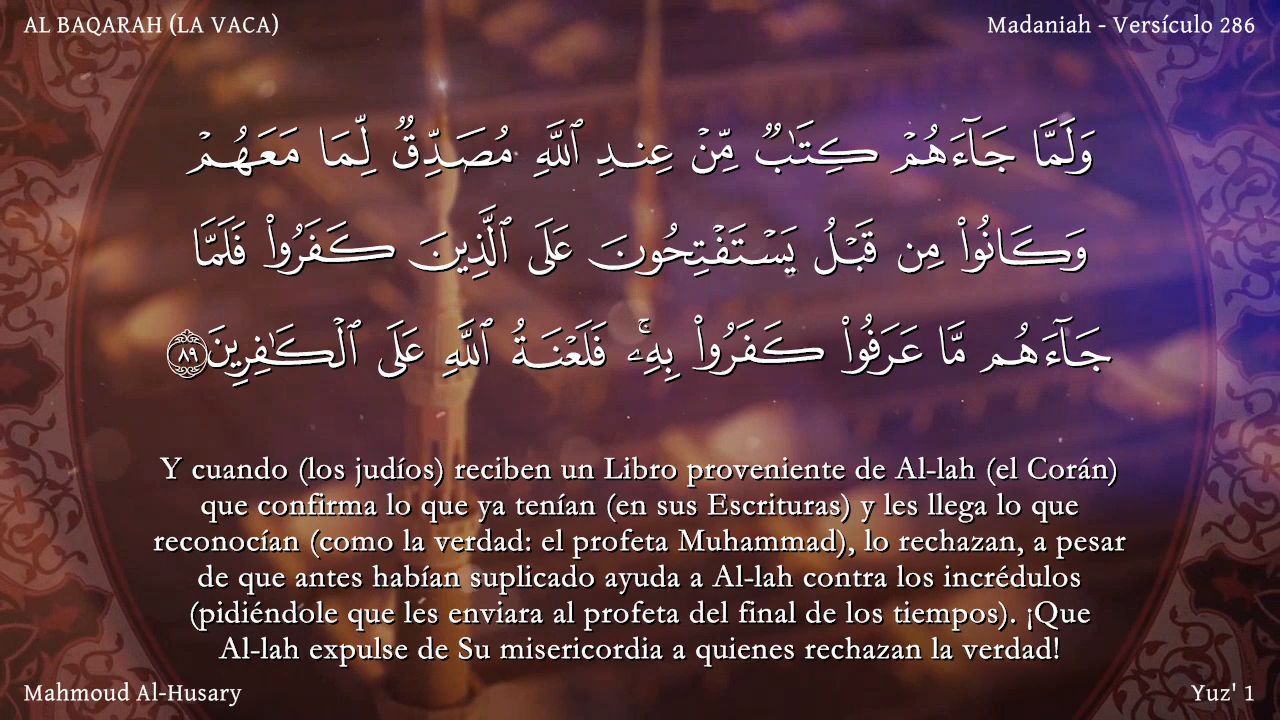 AL BAQARAH (LA VACA)
Madaniah - Versículo 286
وَلَمَّا جَآءَهُمْ كِتَٰبٌ مِّنْ عِندِ ٱللَّهِ مُصَدِّقٌ لِّمَا مَعَهُمْ
وَكَانُوا۟ مِن قَبْلُ يَسْتَفْتِحُونَ عَلَى ٱلَّذِينَ كَفَرُوا۟ فَلَمَّا
جَآءَهُم مَّا عَرَفُوا۟ كَفَرُوا۟ بِهِۦۚ فَلَعْنَةُ ٱللَّهِ عَلَى ٱلْكَٰفِرِينَ ٨٩
Y cuando (los judíos) reciben un Libro proveniente de Al-lah (el Corán)
que confirma lo que ya tenían (en sus Escrituras) y les llega lo que
reconocían (como la verdad: el profeta Muhammad), lo rechazan, a pesar
de que antes habían suplicado ayuda a Al-lah contra los incrédulos
(pidiéndole que les enviara al profeta del final de los tiempos). ¡Que
Al-lah expulse de Su misericordia a quienes rechazan la verdad!
Mahmoud Al-Husary
Yuz' 1